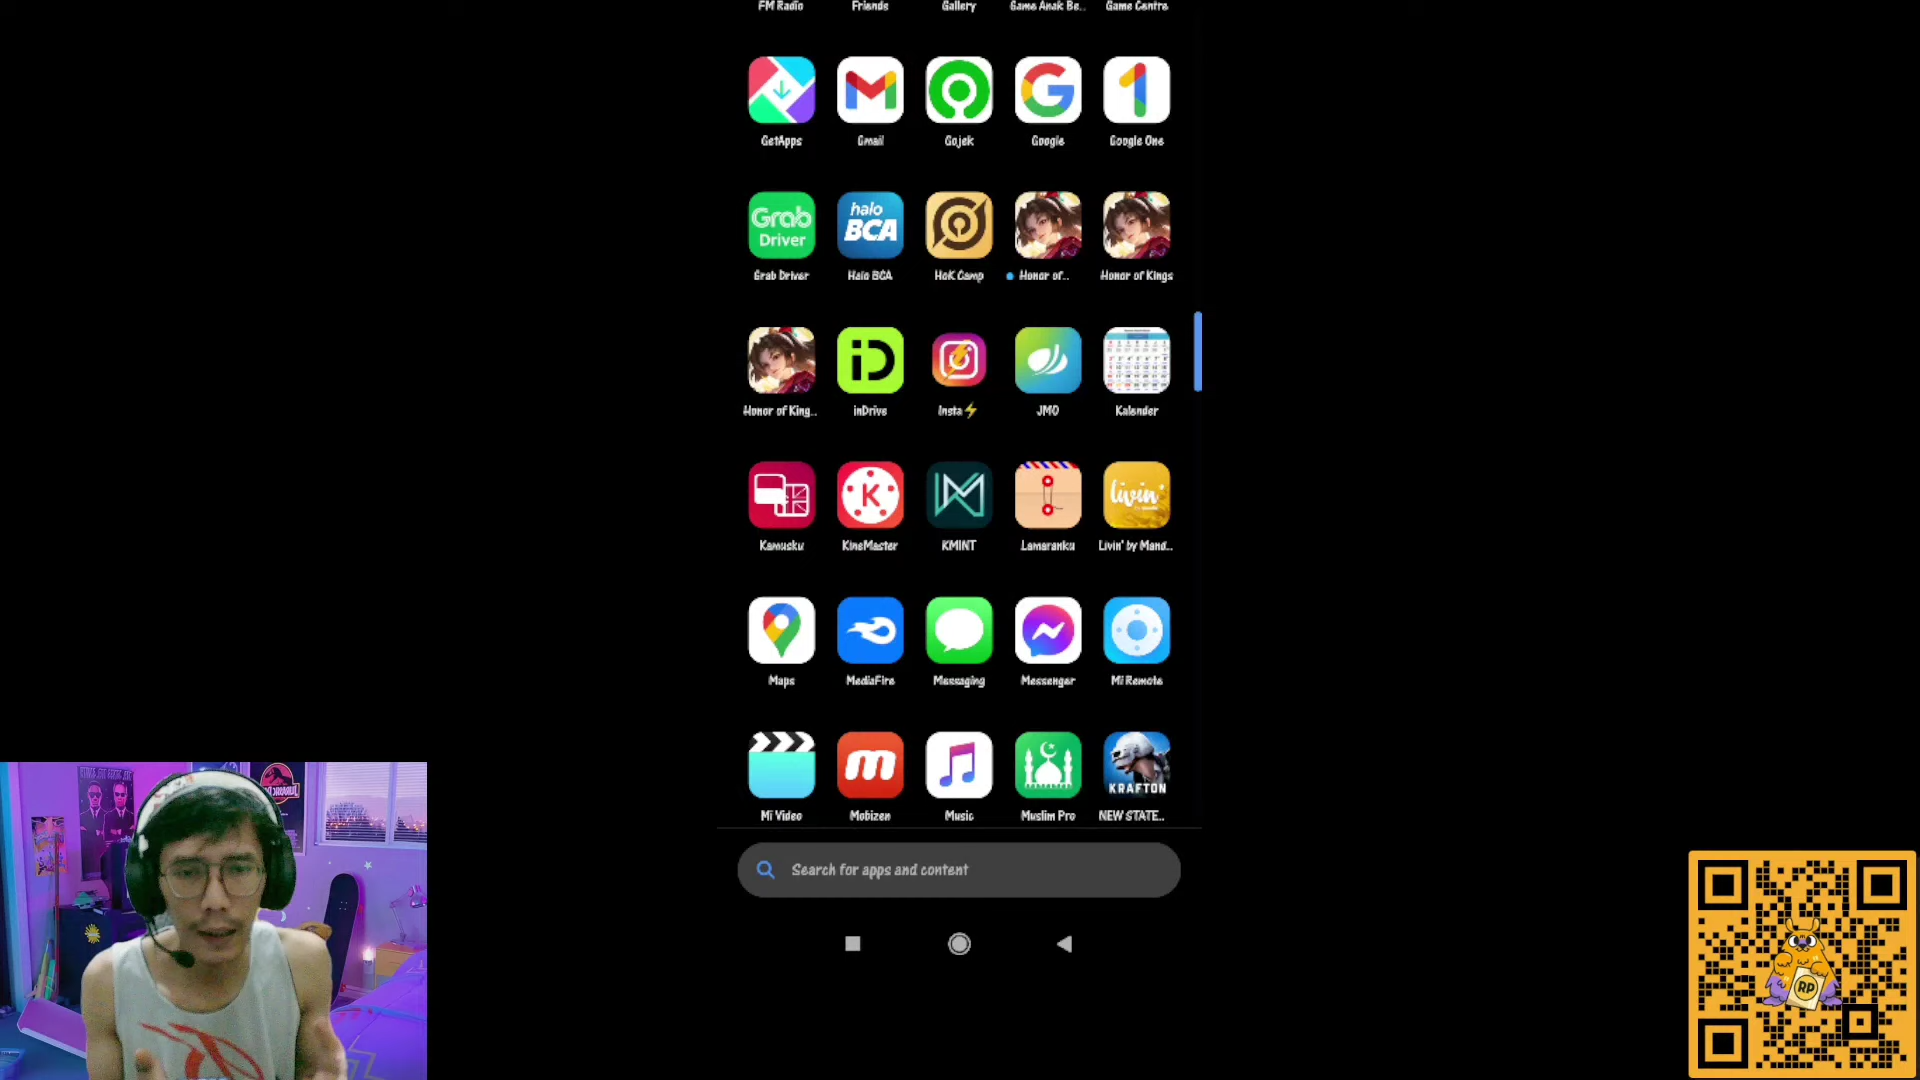 FM Radio Friends Gallery Game Anak Be.. Game Centre
GetApps Gmail Gojek Google Google One
Grab
Driver
halo
BCA
Grab Driver Halo BCA HoK Camp Honor of.. Honor of Kings
iD
Honor of King.. inDrive Insta⚡ JMO Kalender
K
livin'
Kamusku KineMaster KMINT Lamaranku Livin' by Mand..
Maps MediaFire Messaging Messenger Mi Remote
m
KRAFTON
Mi Video Mobizen Music Muslim Pro NEW STATE..
Search for apps and content
RP